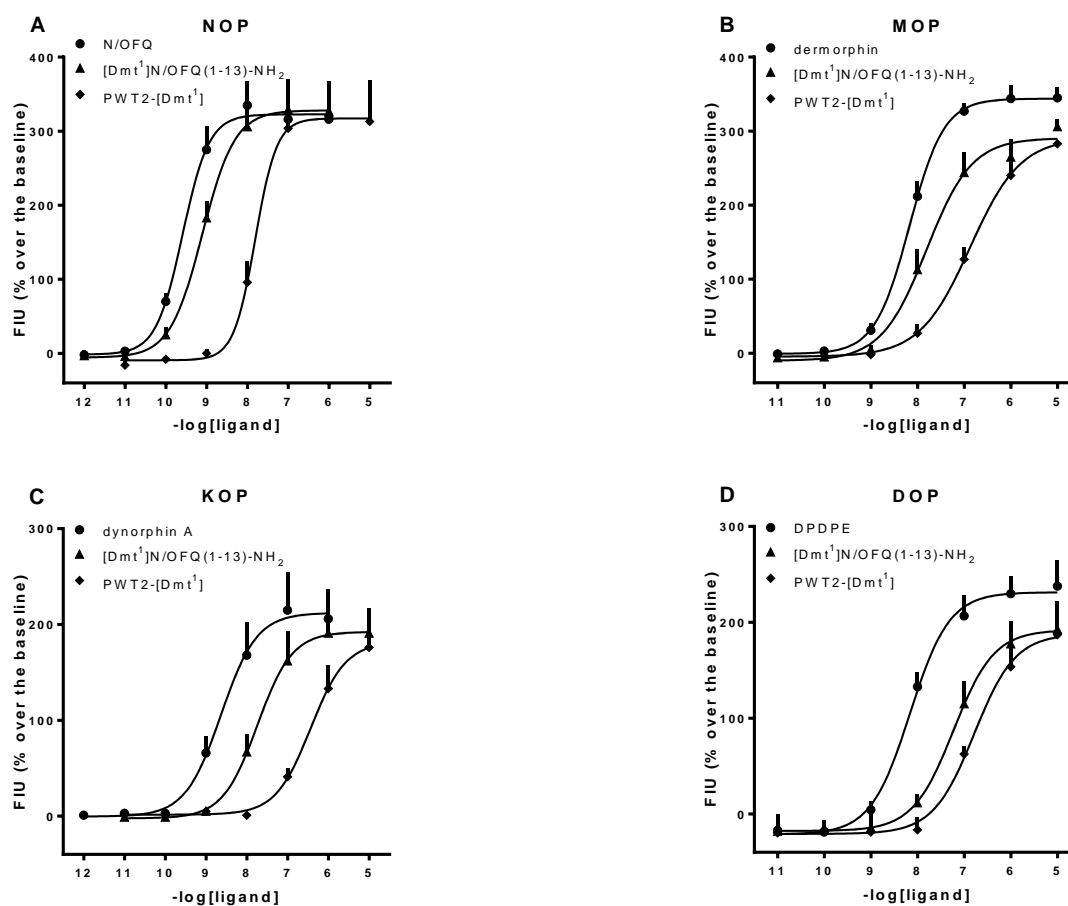 A
NOP
N/OFQ
[Dmt¹]N/OFQ(1-13)-NH₂
PWT2-[Dmt¹]
FIU (% over the baseline)
400
300
200
100
0
12 11 10 9 8 7 6 5
-log[ligand]
B
MOP
dermorphin
[Dmt¹]N/OFQ(1-13)-NH₂
PWT2-[Dmt¹]
FIU (% over the baseline)
400
300
200
100
0
11 10 9 8 7 6 5
-log[ligand]
C
KOP
dynorphin A
[Dmt¹]N/OFQ(1-13)-NH₂
PWT2-[Dmt¹]
FIU (% over the baseline)
300
200
100
0
12 11 10 9 8 7 6 5
-log[ligand]
D
DOP
DPDPE
[Dmt¹]N/OFQ(1-13)-NH₂
PWT2-[Dmt¹]
FIU (% over the baseline)
300
200
100
0
11 10 9 8 7 6 5
-log[ligand]